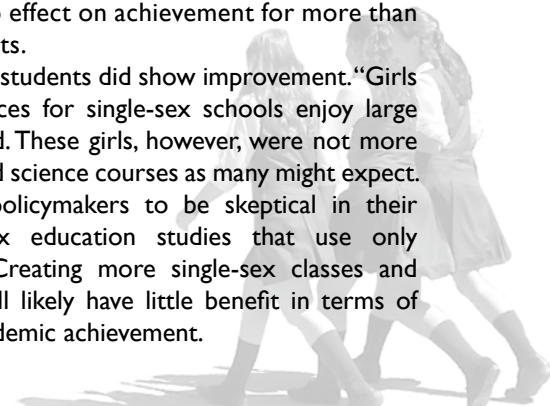 effect on achievement for more than
ts.
students did show improvement. “Girls
ces for single-sex schools enjoy large
d. These girls, however, were not more
d science courses as many might expect.
policymakers to be skeptical in their
x education studies that use only
Creating more single-sex classes and
ll likely have little benefit in terms of
demic achievement.